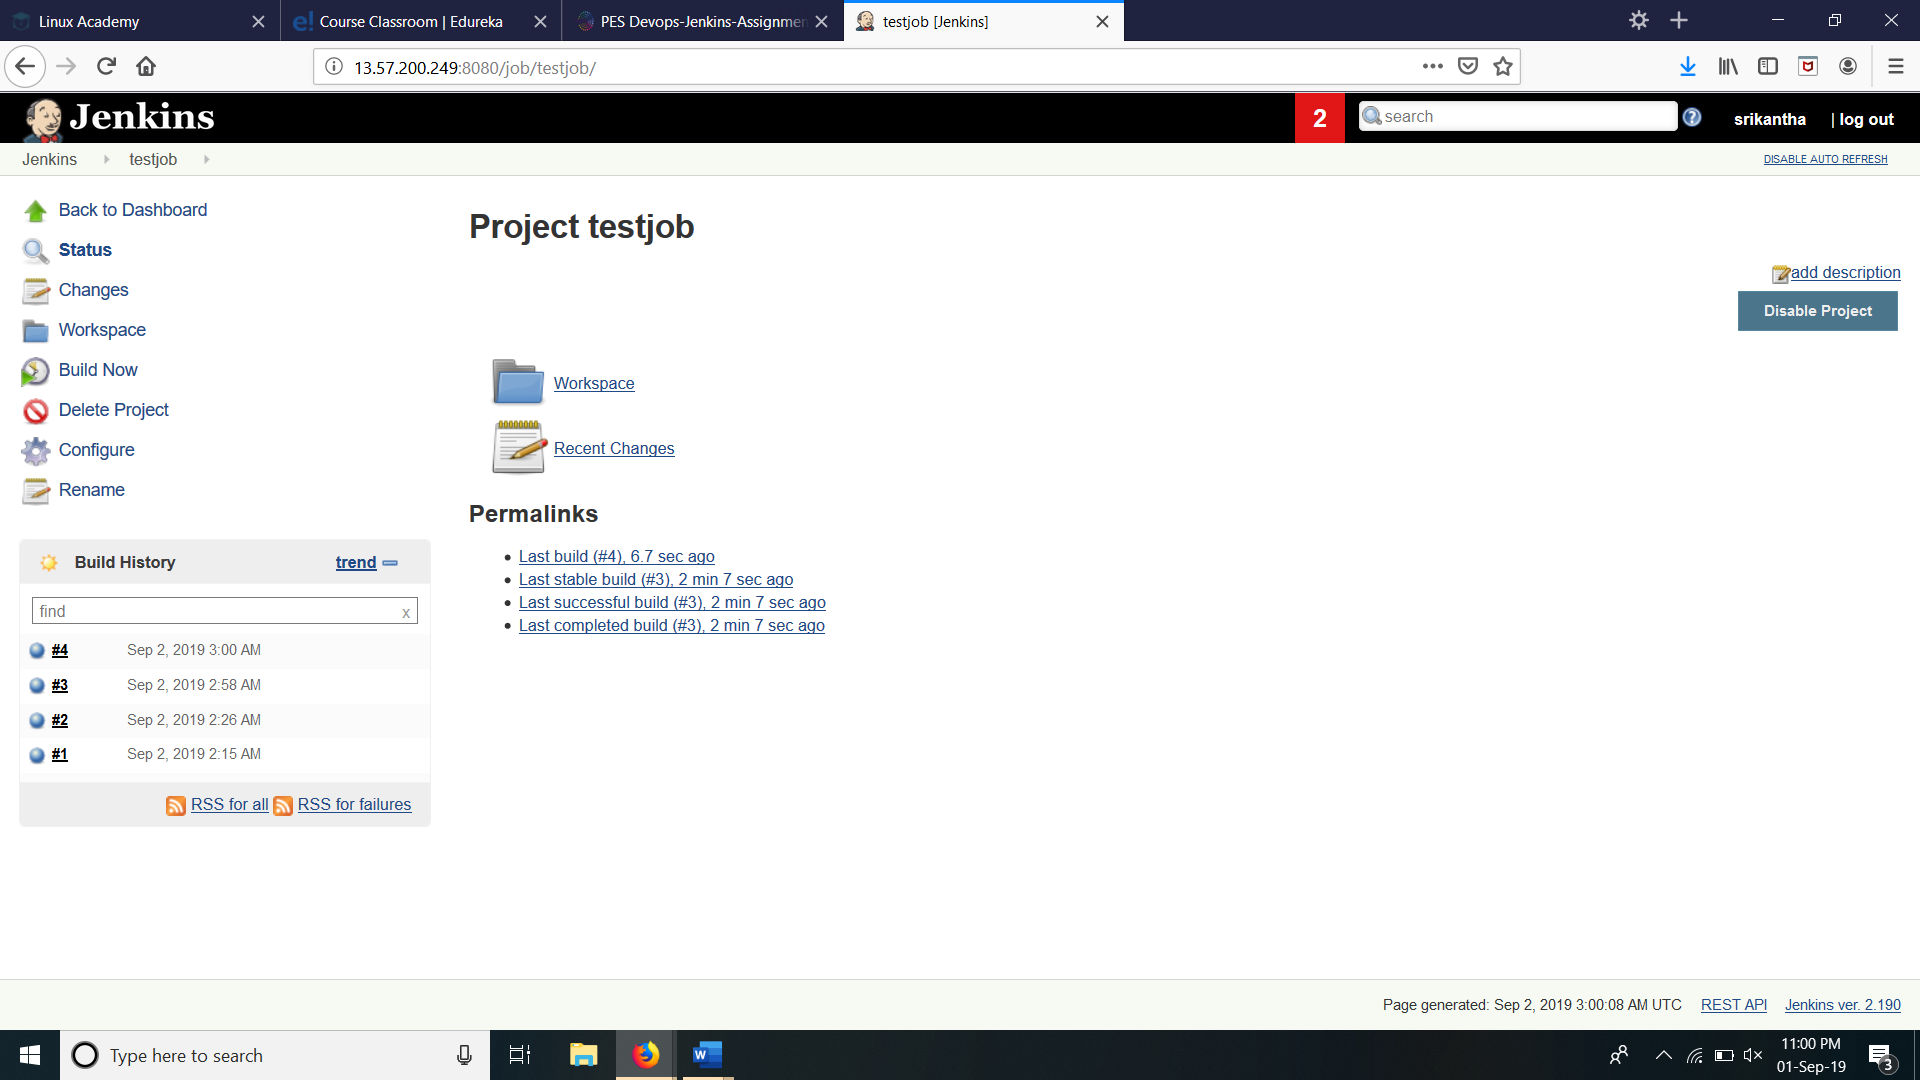 Linux Academy
Course Classroom | Edureka
PES Devops-Jenkins-Assignmen
testjob [Jenkins]
13.57.200.249:8080/job/testjob/
Jenkins
2
search
srikantha
| log out
Jenkins
testjob
DISABLE AUTO REFRESH
Back to Dashboard
Status
Changes
Workspace
Build Now
Delete Project
Configure
Rename
Project testjob
add description
Disable Project
Workspace
Recent Changes
Permalinks
Last build (#4), 6.7 sec ago
Last stable build (#3), 2 min 7 sec ago
Last successful build (#3), 2 min 7 sec ago
Last completed build (#3), 2 min 7 sec ago
Build History
trend
find
x
#4 Sep 2, 2019 3:00 AM
#3 Sep 2, 2019 2:58 AM
#2 Sep 2, 2019 2:26 AM
#1 Sep 2, 2019 2:15 AM
RSS for all RSS for failures
Page generated: Sep 2, 2019 3:00:08 AM UTC REST API Jenkins ver. 2.190
Type here to search
11:00 PM
01-Sep-19
3